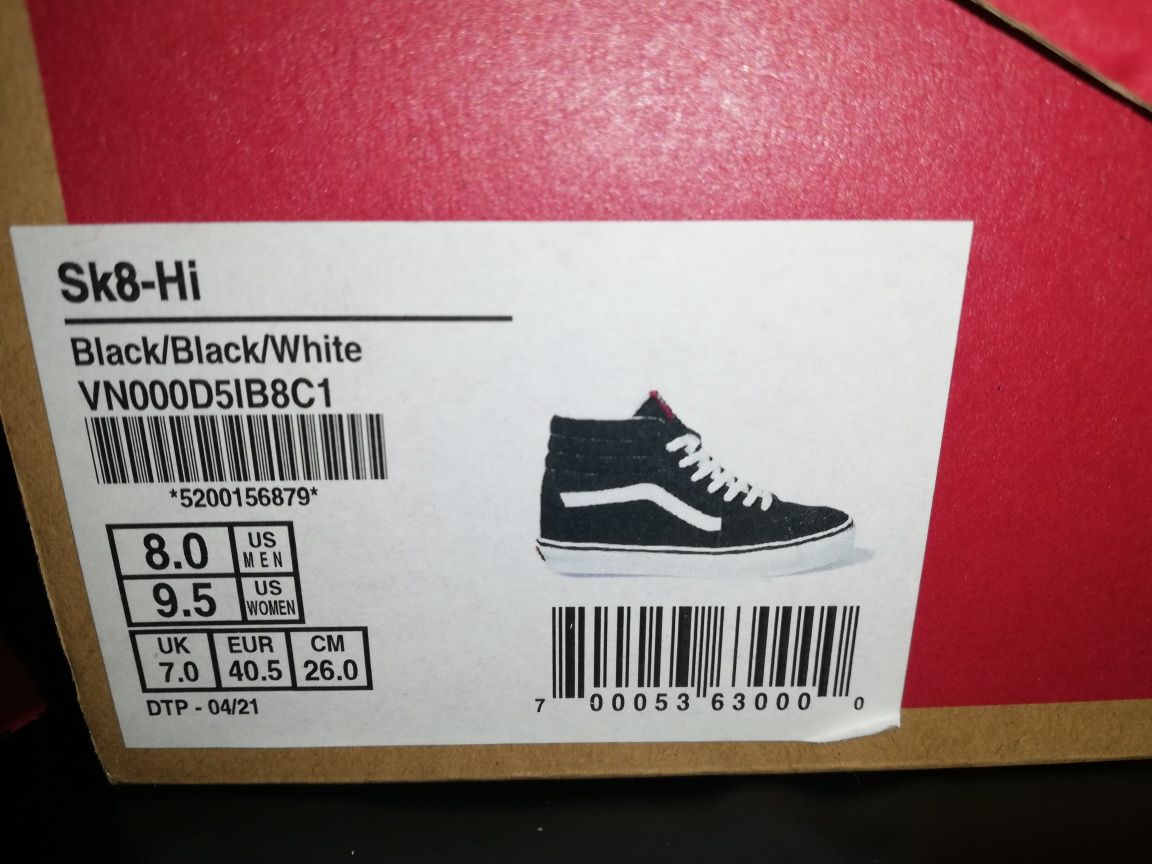 Sk8-Hi
Black/Black/White
VN000D5IB8C1
*5200156879*
8.0 US MEN
9.5 US WOMEN
UK EUR CM
7.0 40.5 26.0
DTP - 04/21
7 00053 63000 0